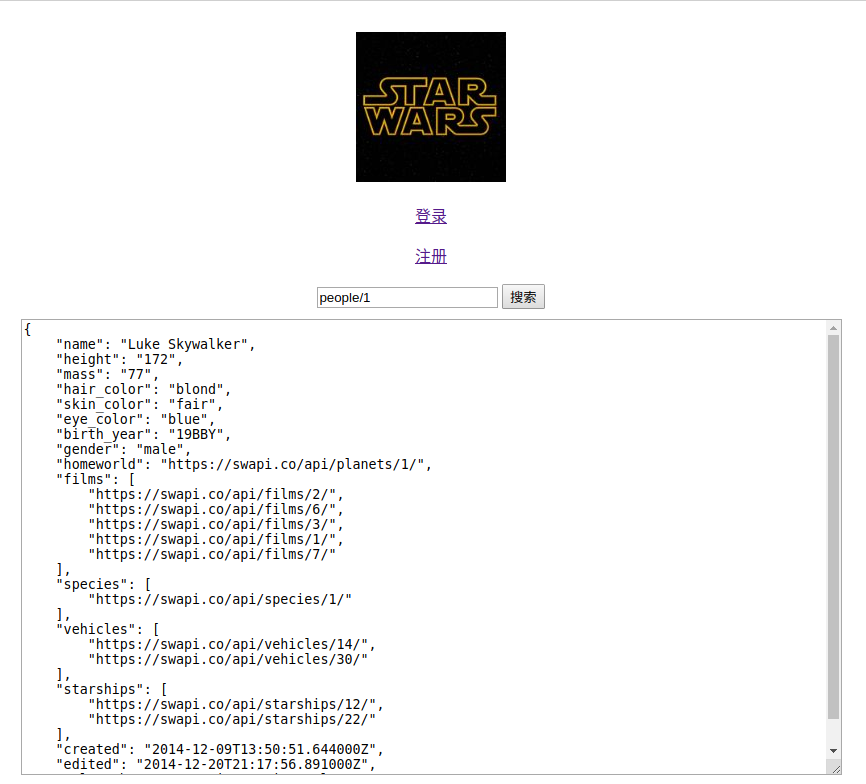 STAR
WARS
登录
注册
people/1 搜索
{
    "name": "Luke Skywalker",
    "height": "172",
    "mass": "77",
    "hair_color": "blond",
    "skin_color": "fair",
    "eye_color": "blue",
    "birth_year": "19BBY",
    "gender": "male",
    "homeworld": "https://swapi.co/api/planets/1/",
    "films": [
        "https://swapi.co/api/films/2/",
        "https://swapi.co/api/films/6/",
        "https://swapi.co/api/films/3/",
        "https://swapi.co/api/films/1/",
        "https://swapi.co/api/films/7/"
    ],
    "species": [
        "https://swapi.co/api/species/1/"
    ],
    "vehicles": [
        "https://swapi.co/api/vehicles/14/",
        "https://swapi.co/api/vehicles/30/"
    ],
    "starships": [
        "https://swapi.co/api/starships/12/",
        "https://swapi.co/api/starships/22/"
    ],
    "created": "2014-12-09T13:50:51.644000Z",
    "edited": "2014-12-20T21:17:56.891000Z",